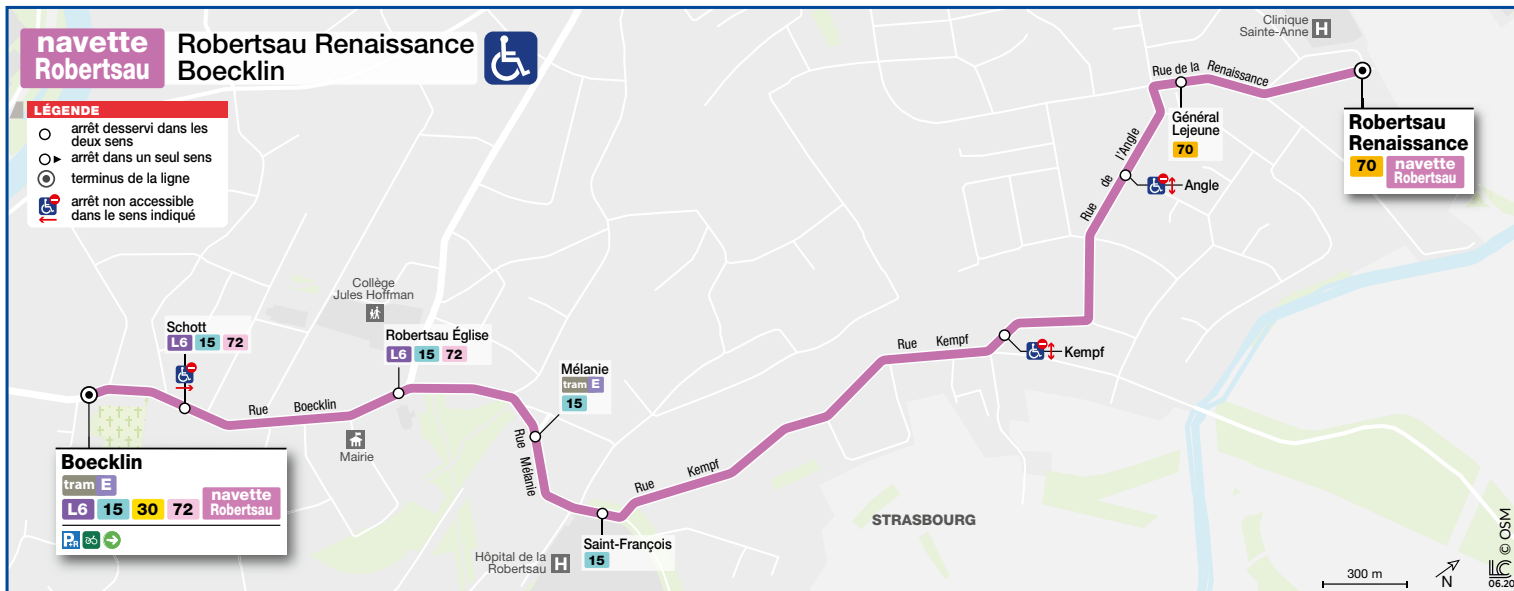 navette
Robertsau
Robertsau Renaissance
Boecklin
LÉGENDE
arrêt desservi dans les
deux sens
arrêt dans un seul sens
terminus de la ligne
arrêt non accessible
dans le sens indiqué
Clinique
Sainte-Anne H
Rue de la Renaissance
Général
Lejeune
70
Robertsau
Renaissance
70 navette
Robertsau
Rue de l'Angle
Angle
Collège
Jules Hoffman
Schott
L6 15 72
Robertsau Église
L6 15 72
Mélanie
tram E
15
Rue Kempf
Kempf
Rue Boecklin
Mairie
Rue Mélanie
Boecklin
tram E
L6 15 30 72 navette
Robertsau
P+R
Rue Kempf
STRASBOURG
Saint-François
15
Hôpital de la
Robertsau H
300 m
N
LC © OSM
06.20